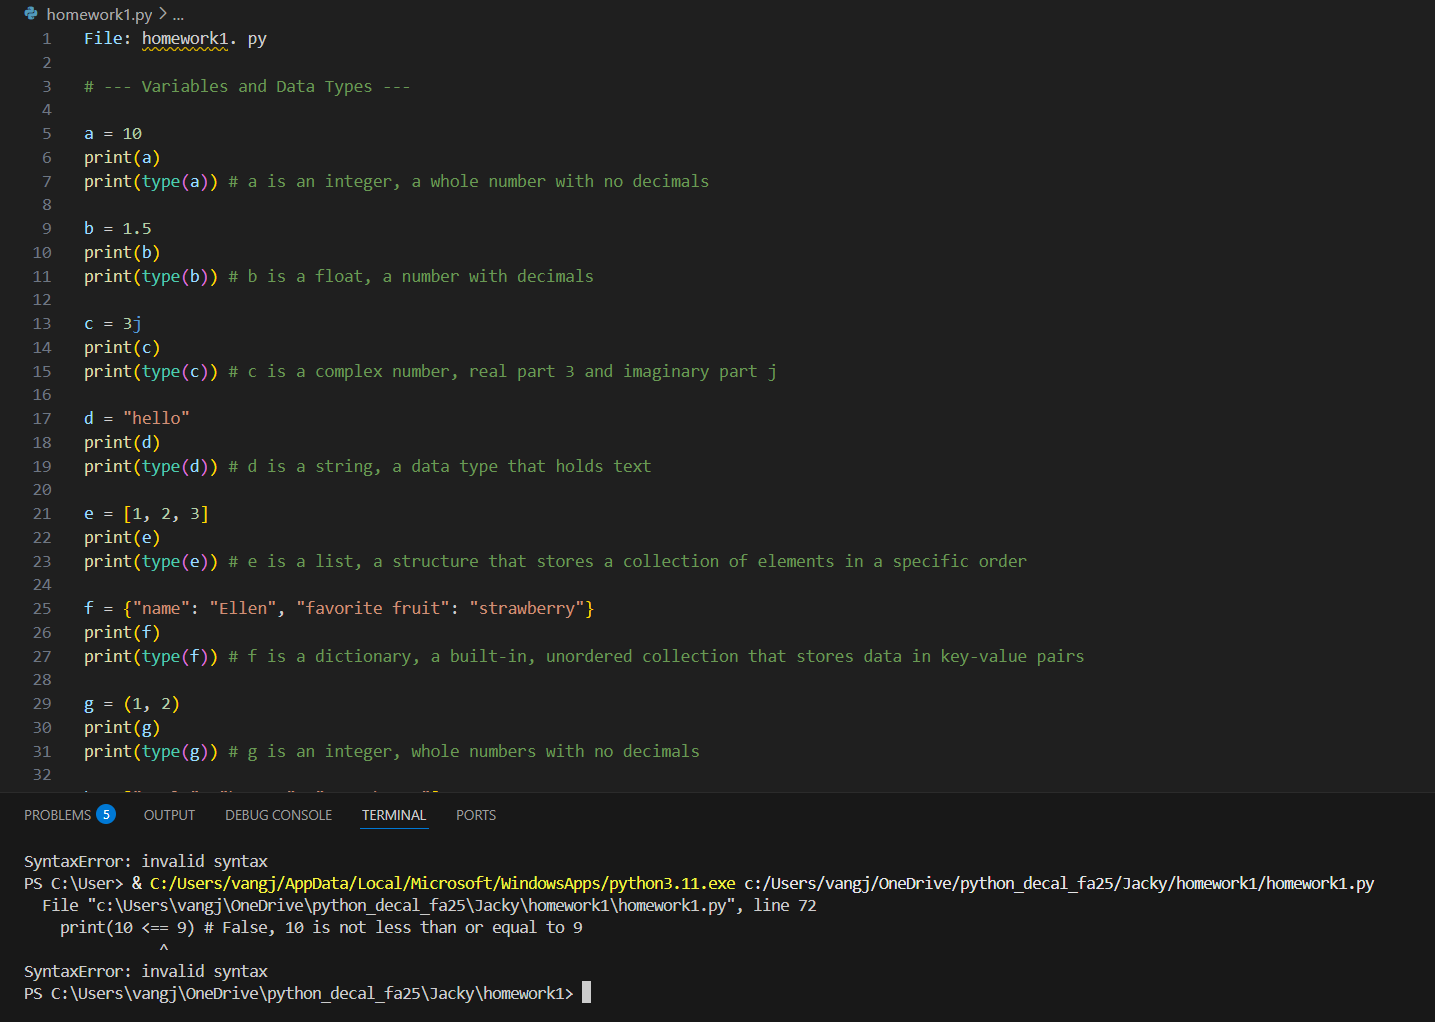 homework1.py > ...
1 File: homework1. py
2
3 # --- Variables and Data Types ---
4
5 a = 10
6 print(a)
7 print(type(a)) # a is an integer, a whole number with no decimals
8
9 b = 1.5
10 print(b)
11 print(type(b)) # b is a float, a number with decimals
12
13 c = 3j
14 print(c)
15 print(type(c)) # c is a complex number, real part 3 and imaginary part j
16
17 d = "hello"
18 print(d)
19 print(type(d)) # d is a string, a data type that holds text
20
21 e = [1, 2, 3]
22 print(e)
23 print(type(e)) # e is a list, a structure that stores a collection of elements in a specific order
24
25 f = {"name": "Ellen", "favorite fruit": "strawberry"}
26 print(f)
27 print(type(f)) # f is a dictionary, a built-in, unordered collection that stores data in key-value pairs
28
29 g = (1, 2)
30 print(g)
31 print(type(g)) # g is an integer, whole numbers with no decimals
32
PROBLEMS 5 OUTPUT DEBUG CONSOLE TERMINAL PORTS
SyntaxError: invalid syntax
PS C:\User> & C:/Users/vangj/AppData/Local/Microsoft/WindowsApps/python3.11.exe c:/Users/vangj/OneDrive/python_decal_fa25/Jacky/homework1/homework1.py
File "c:\Users\vangj\OneDrive\python_decal_fa25\Jacky\homework1\homework1.py", line 72
print(10 <== 9) # False, 10 is not less than or equal to 9
^
SyntaxError: invalid syntax
PS C:\Users\vangj\OneDrive\python_decal_fa25\Jacky\homework1>